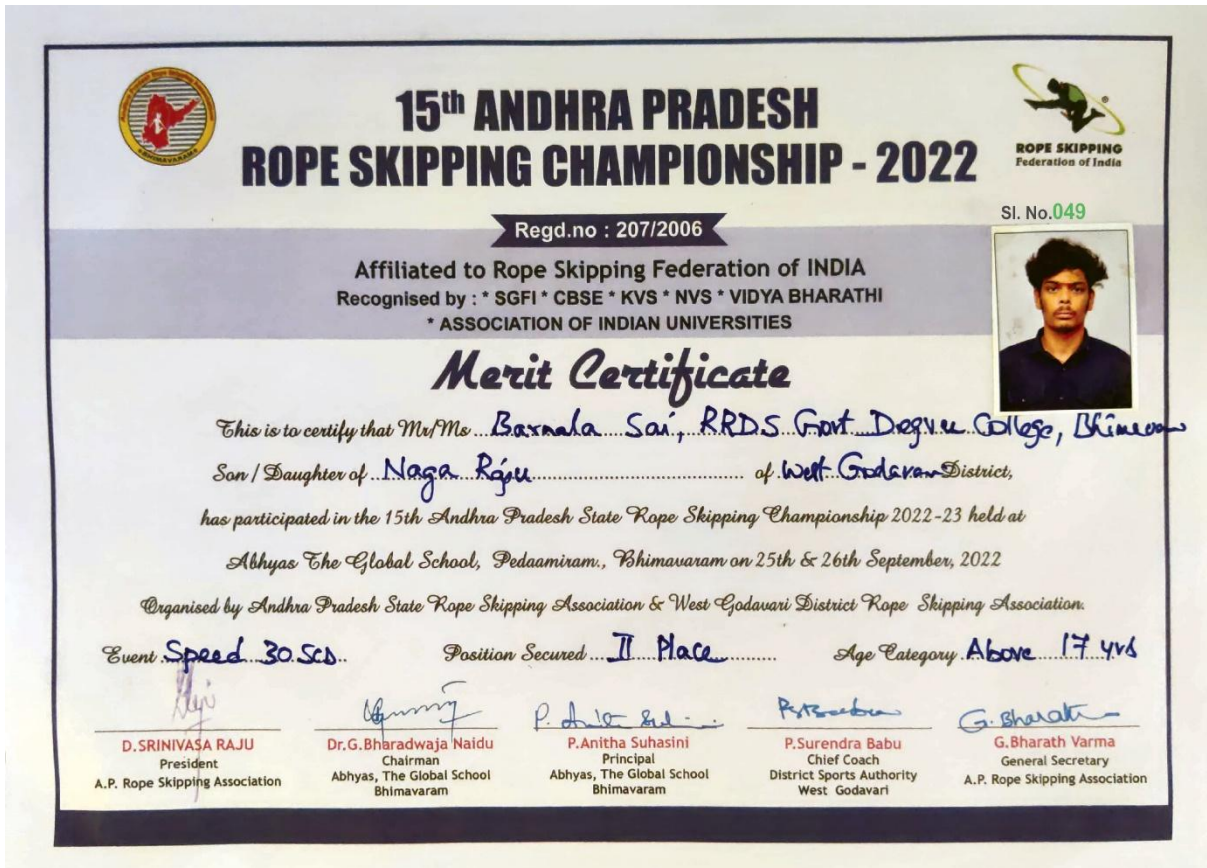 15th ANDHRA PRADESH
ROPE SKIPPING CHAMPIONSHIP - 2022
BHIMAVARAM
ROPE SKIPPING
Federation of India
Sl. No.049
Regd.no : 207/2006
Affiliated to Rope Skipping Federation of INDIA
Recognised by : * SGFI * CBSE * KVS * NVS * VIDYA BHARATHI
* ASSOCIATION OF INDIAN UNIVERSITIES
Merit Certificate
This is to certify that Mr/Ms Barnala Sai, RRDS Govt Degree College, Bhimavaram
Son / Daughter of Naga Raju of West Godavari District,
has participated in the 15th Andhra Pradesh State Rope Skipping Championship 2022-23 held at
Abhyas The Global School, Pedaamiram., Bhimavaram on 25th & 26th September, 2022
Organised by Andhra Pradesh State Rope Skipping Association & West Godavari District Rope Skipping Association.
Event Speed 30 Scs Position Secured II Place Age Category Above 17 yrs
P. Anitha Suhasini G. Bharath
D.SRINIVASA RAJU Dr.G.Bharadwaja Naidu P.Anitha Suhasini P.Surendra Babu G.Bharath Varma
President Chairman Principal Chief Coach General Secretary
A.P. Rope Skipping Association Abhyas, The Global School Abhyas, The Global School District Sports Authority A.P. Rope Skipping Association
Bhimavaram Bhimavaram West Godavari